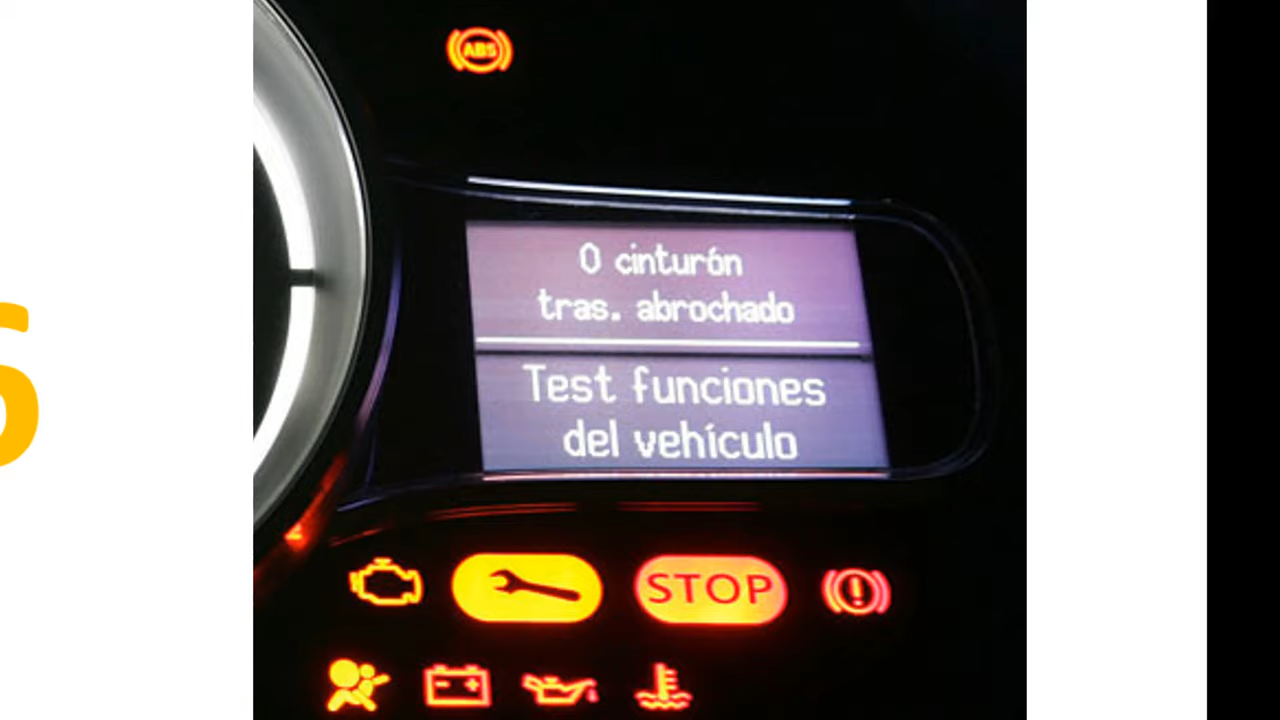 ABS
0 cinturón
tras. abrochado
Test funciones
del vehículo
STOP